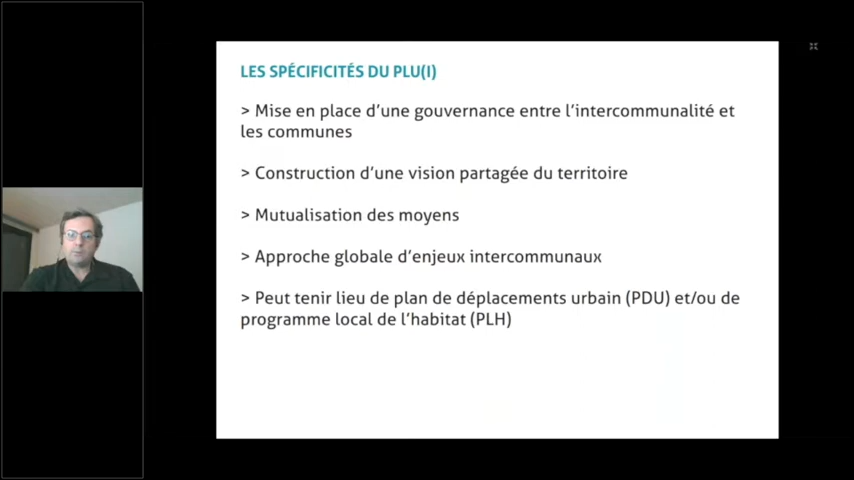 LES SPÉCIFICITÉS DU PLU(I)
> Mise en place d’une gouvernance entre l’intercommunalité et
les communes
> Construction d’une vision partagée du territoire
> Mutualisation des moyens
> Approche globale d’enjeux intercommunaux
> Peut tenir lieu de plan de déplacements urbain (PDU) et/ou de
programme local de l’habitat (PLH)